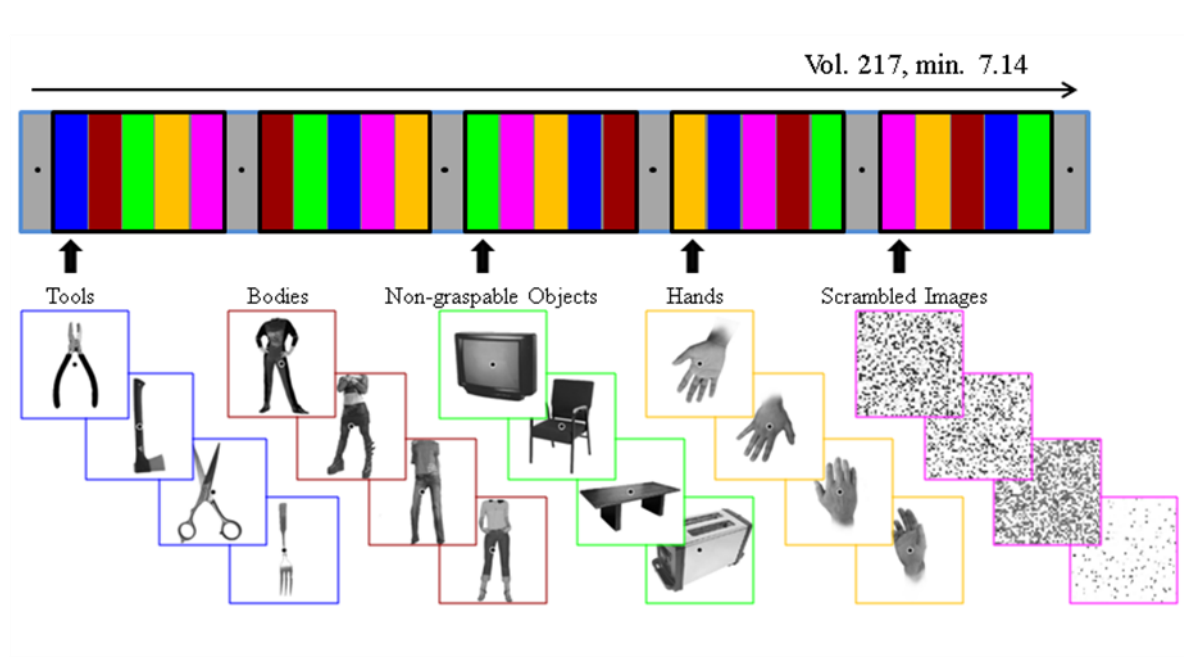 Vol. 217, min. 7.14
Tools
Bodies
Non-graspable Objects
Hands
Scrambled Images